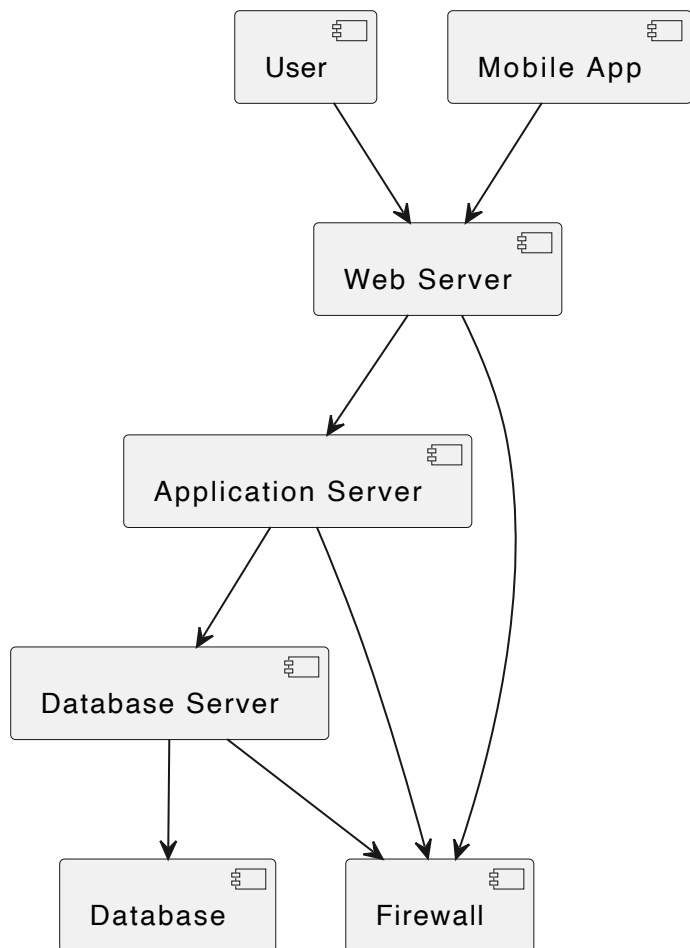 User
Mobile App
Web Server
Application Server
Database Server
Database
Firewall